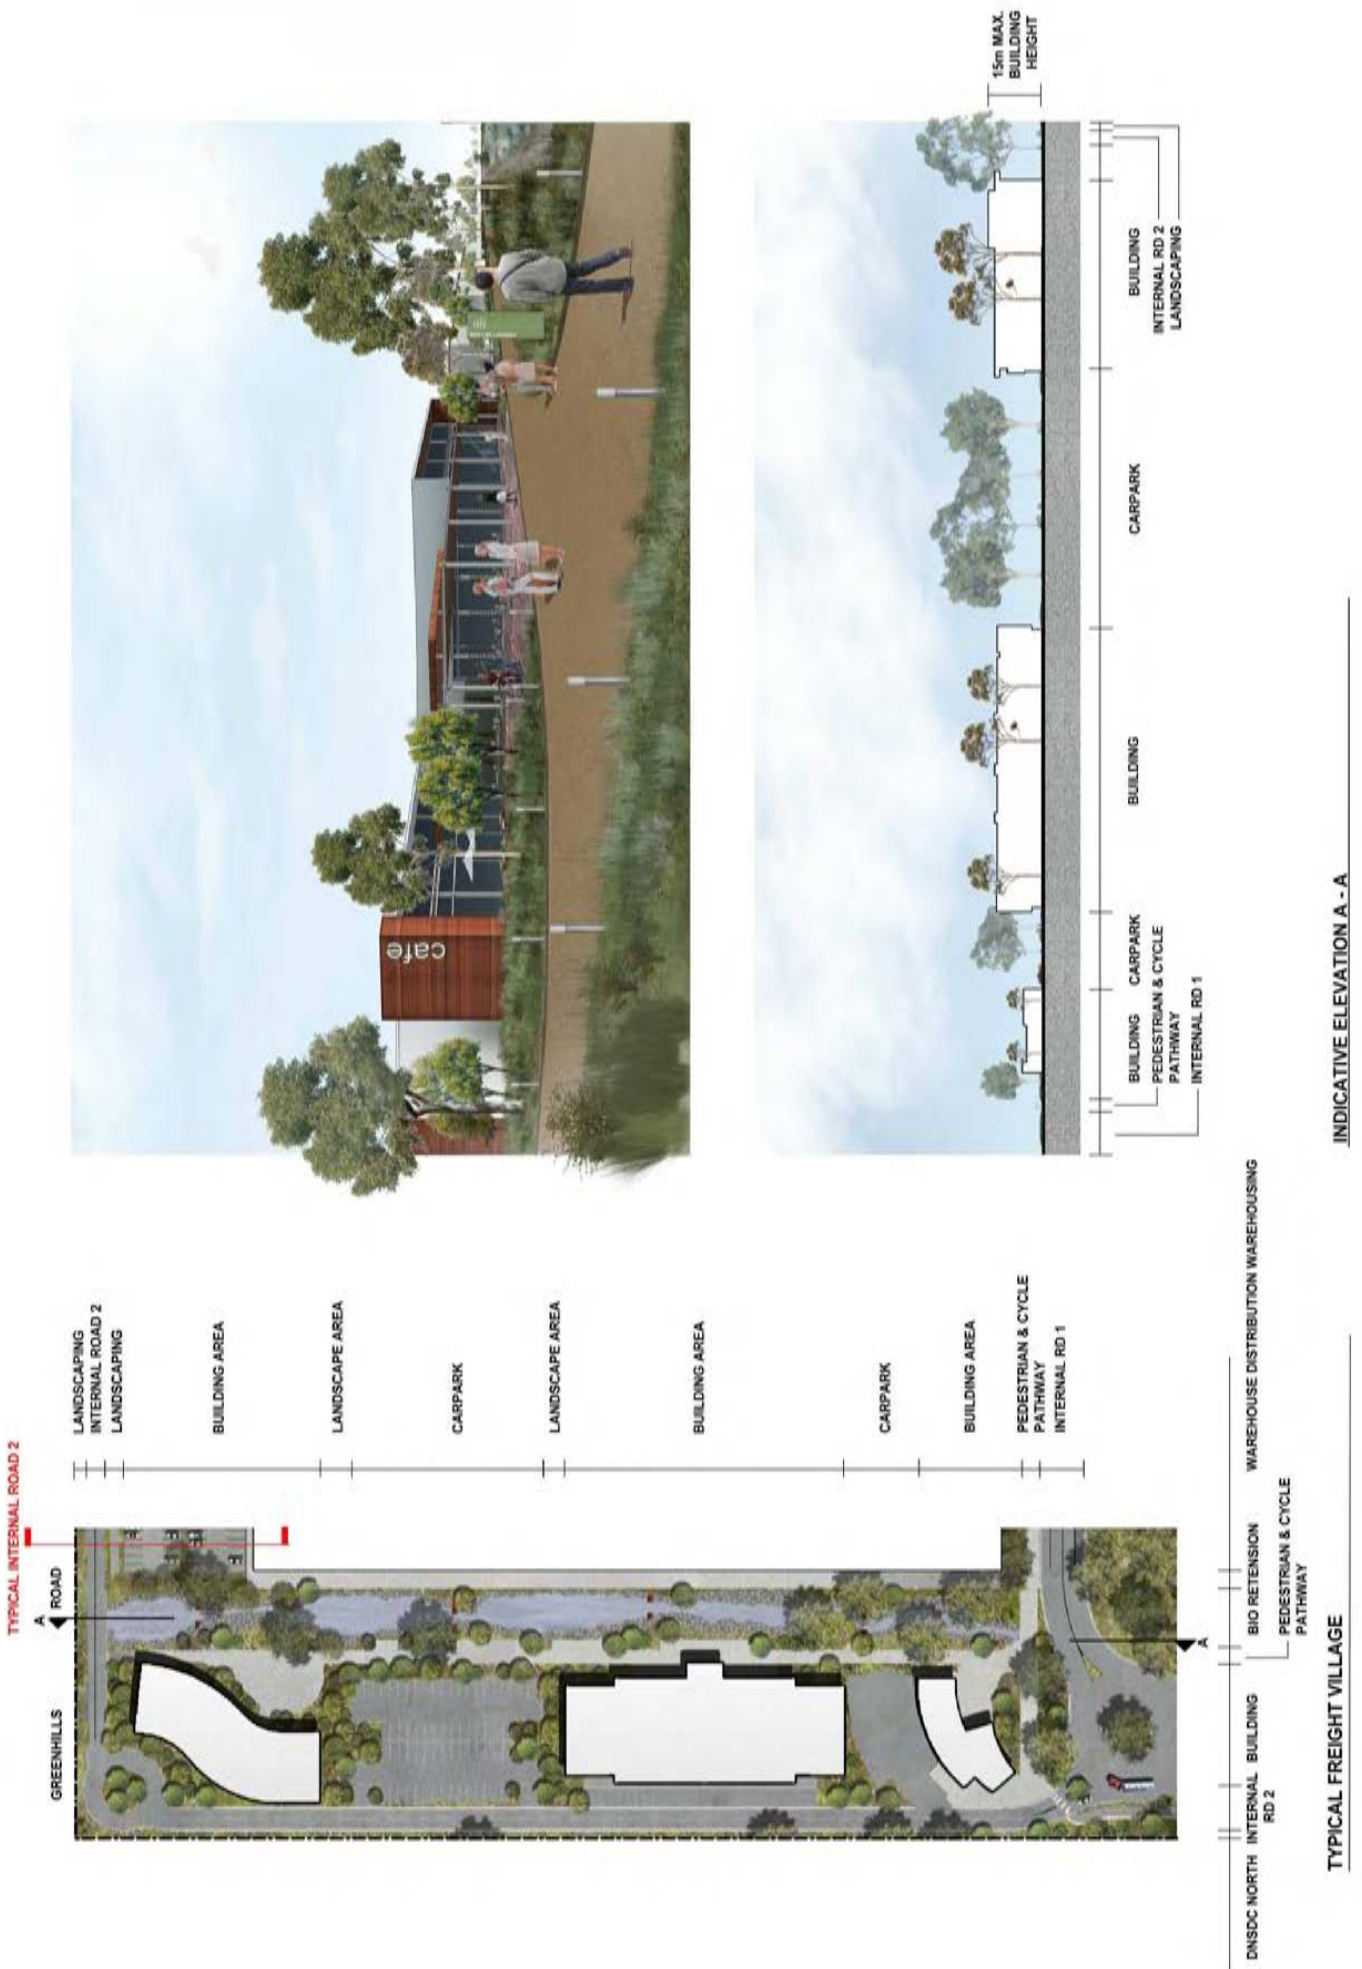 TYPICAL INTERNAL ROAD 2
GREENHILLS
ROAD
A
LANDSCAPING
INTERNAL ROAD 2
LANDSCAPING
BUILDING AREA
LANDSCAPE AREA
CARPARK
LANDSCAPE AREA
BUILDING AREA
CARPARK
BUILDING AREA
PEDESTRIAN & CYCLE
PATHWAY
INTERNAL RD 1
A
DNSDC NORTH
INTERNAL
RD 2
BUILDING
BIO RETENSION
PEDESTRIAN & CYCLE
PATHWAY
WAREHOUSE DISTRIBUTION WAREHOUSING
TYPICAL FREIGHT VILLAGE
cafe
15m MAX.
BUILDING
HEIGHT
BUILDING
PEDESTRIAN & CYCLE
PATHWAY
INTERNAL RD 1
CARPARK
BUILDING
CARPARK
BUILDING
INTERNAL RD 2
LANDSCAPING
INDICATIVE ELEVATION A - A